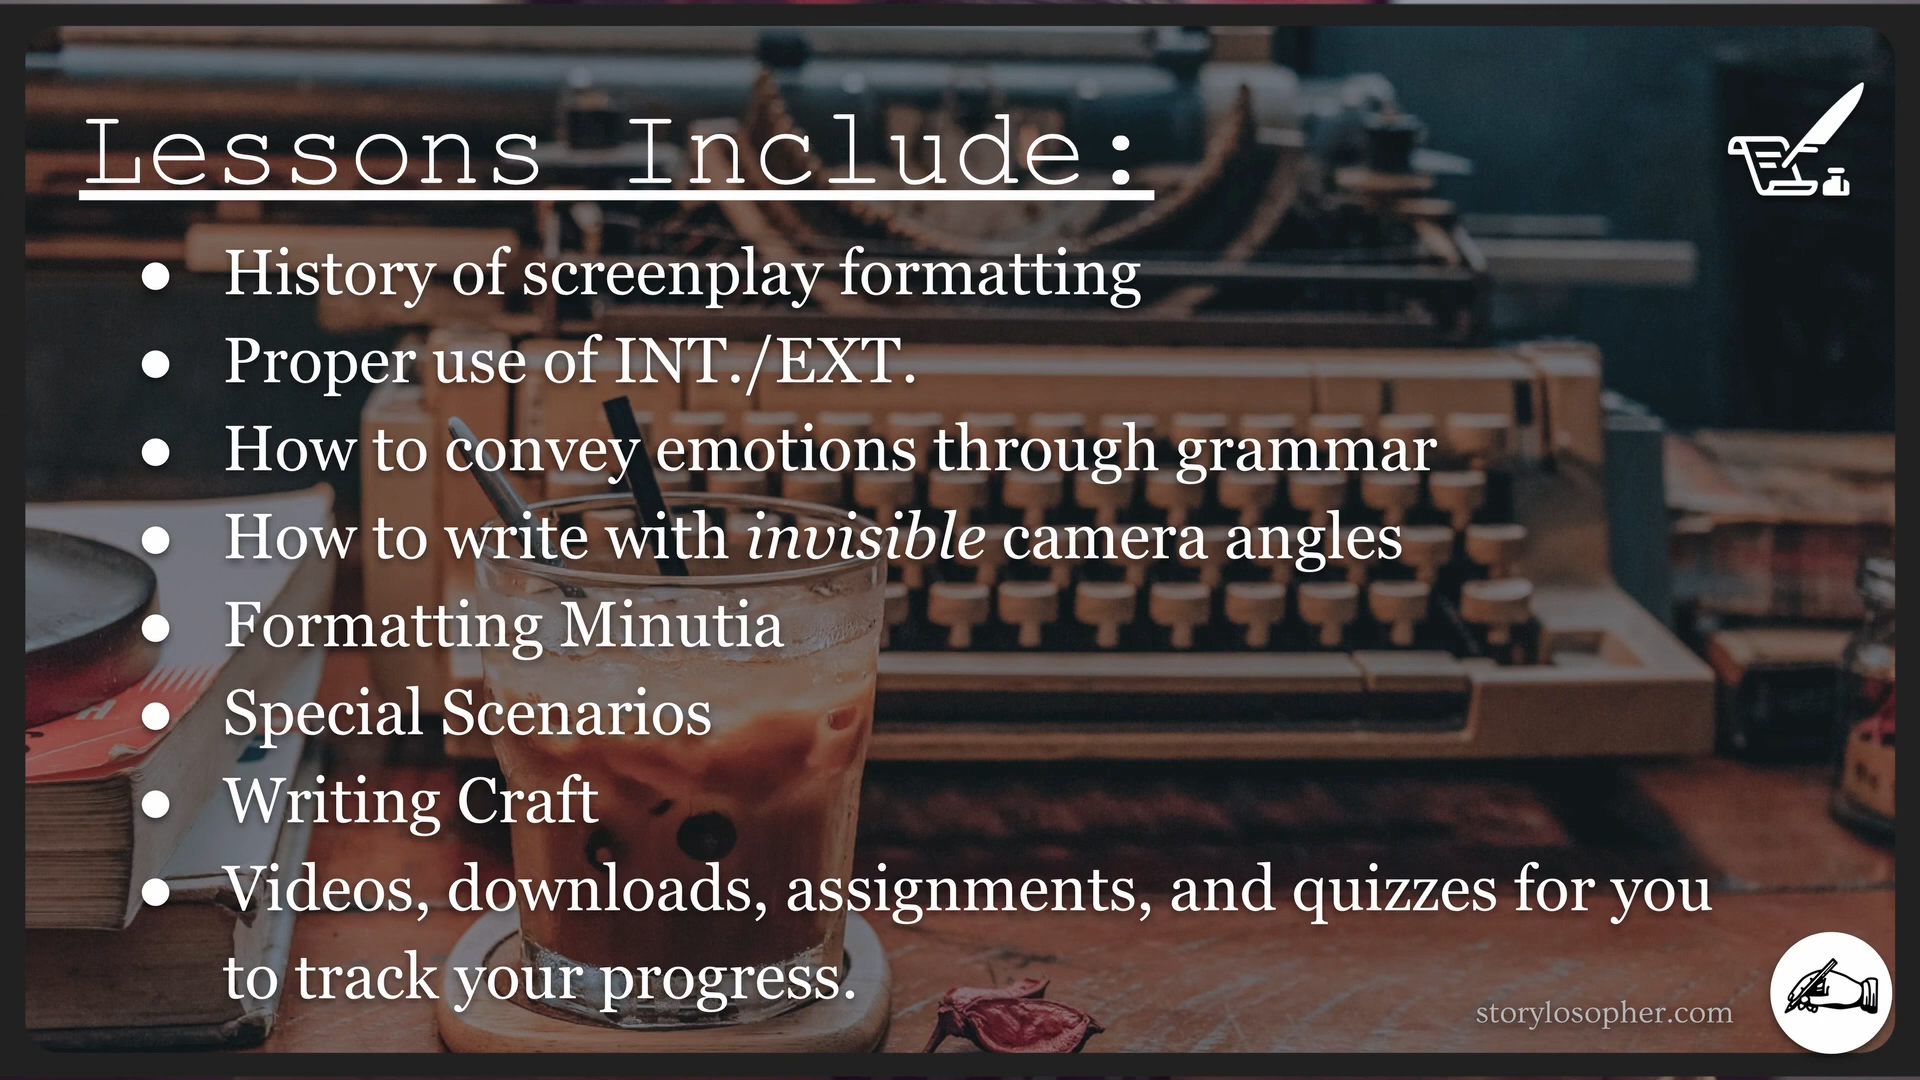 Lessons Include:
● History of screenplay formatting
● Proper use of INT./EXT.
● How to convey emotions through grammar
● How to write with invisible camera angles
● Formatting Minutia
● Special Scenarios
● Writing Craft
● Videos, downloads, assignments, and quizzes for you
to track your progress.
storylosopher.com